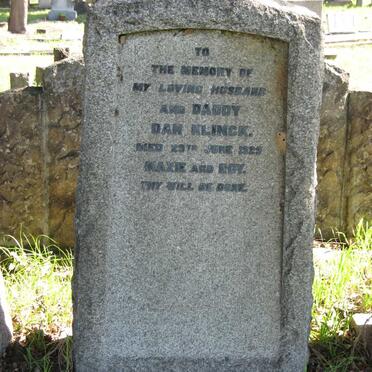 TO
THE MEMORY OF
MY LOVING HUSBAND
AND DADDY
DAN KLINCK.
DIED 29TH JUNE 1929
MAXIE AND ROY.
THY WILL BE DONE.